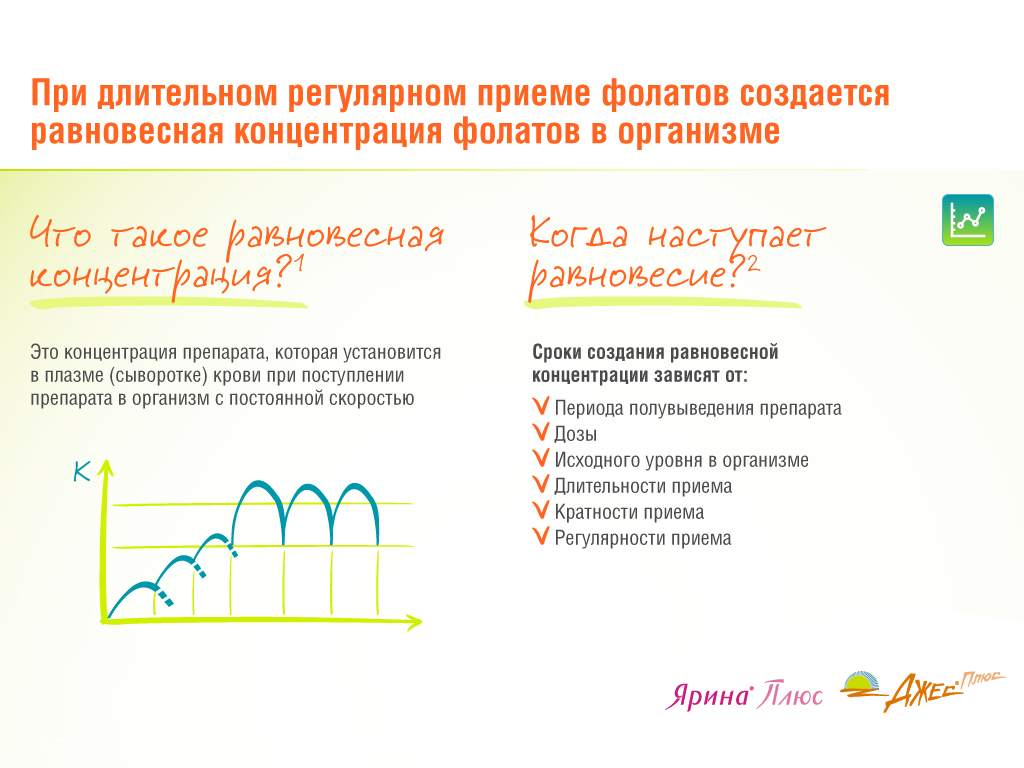 При длительном регулярном приеме фолатов создается
равновесная концентрация фолатов в организме
Что такое равновесная
концентрация?¹
Это концентрация препарата, которая установится
в плазме (сыворотке) крови при поступлении
препарата в организм с постоянной скоростью
К
Когда наступает
равновесие?²
Сроки создания равновесной
концентрации зависят от:
Периода полувыведения препарата
Дозы
Исходного уровня в организме
Длительности приема
Кратности приема
Регулярности приема
Ярина® Плюс
Джес® Плюс